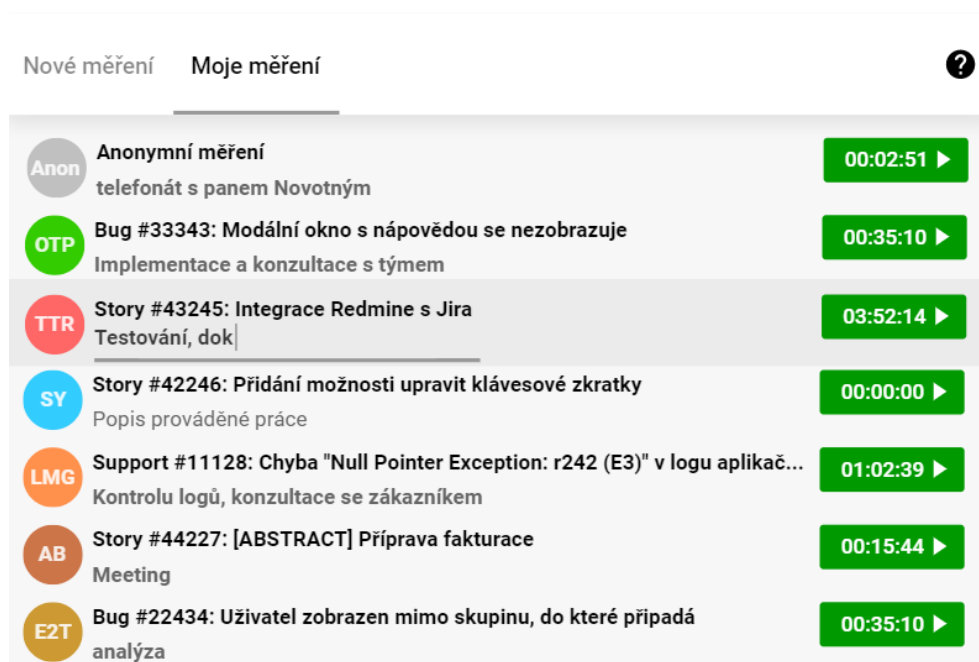 Nové měření Moje měření ?
Anon Anonymní měření 00:02:51
telefonát s panem Novotným
OTP Bug #33343: Modální okno s nápovědou se nezobrazuje 00:35:10
Implementace a konzultace s týmem
TTR Story #43245: Integrace Redmine s Jira 03:52:14
Testování, dok
SY Story #42246: Přidání možnosti upravit klávesové zkratky 00:00:00
Popis prováděné práce
LMG Support #11128: Chyba "Null Pointer Exception: r242 (E3)" v logu aplikač... 01:02:39
Kontrolu logů, konzultace se zákazníkem
AB Story #44227: [ABSTRACT] Příprava fakturace 00:15:44
Meeting
E2T Bug #22434: Uživatel zobrazen mimo skupinu, do které připadá 00:35:10
analýza